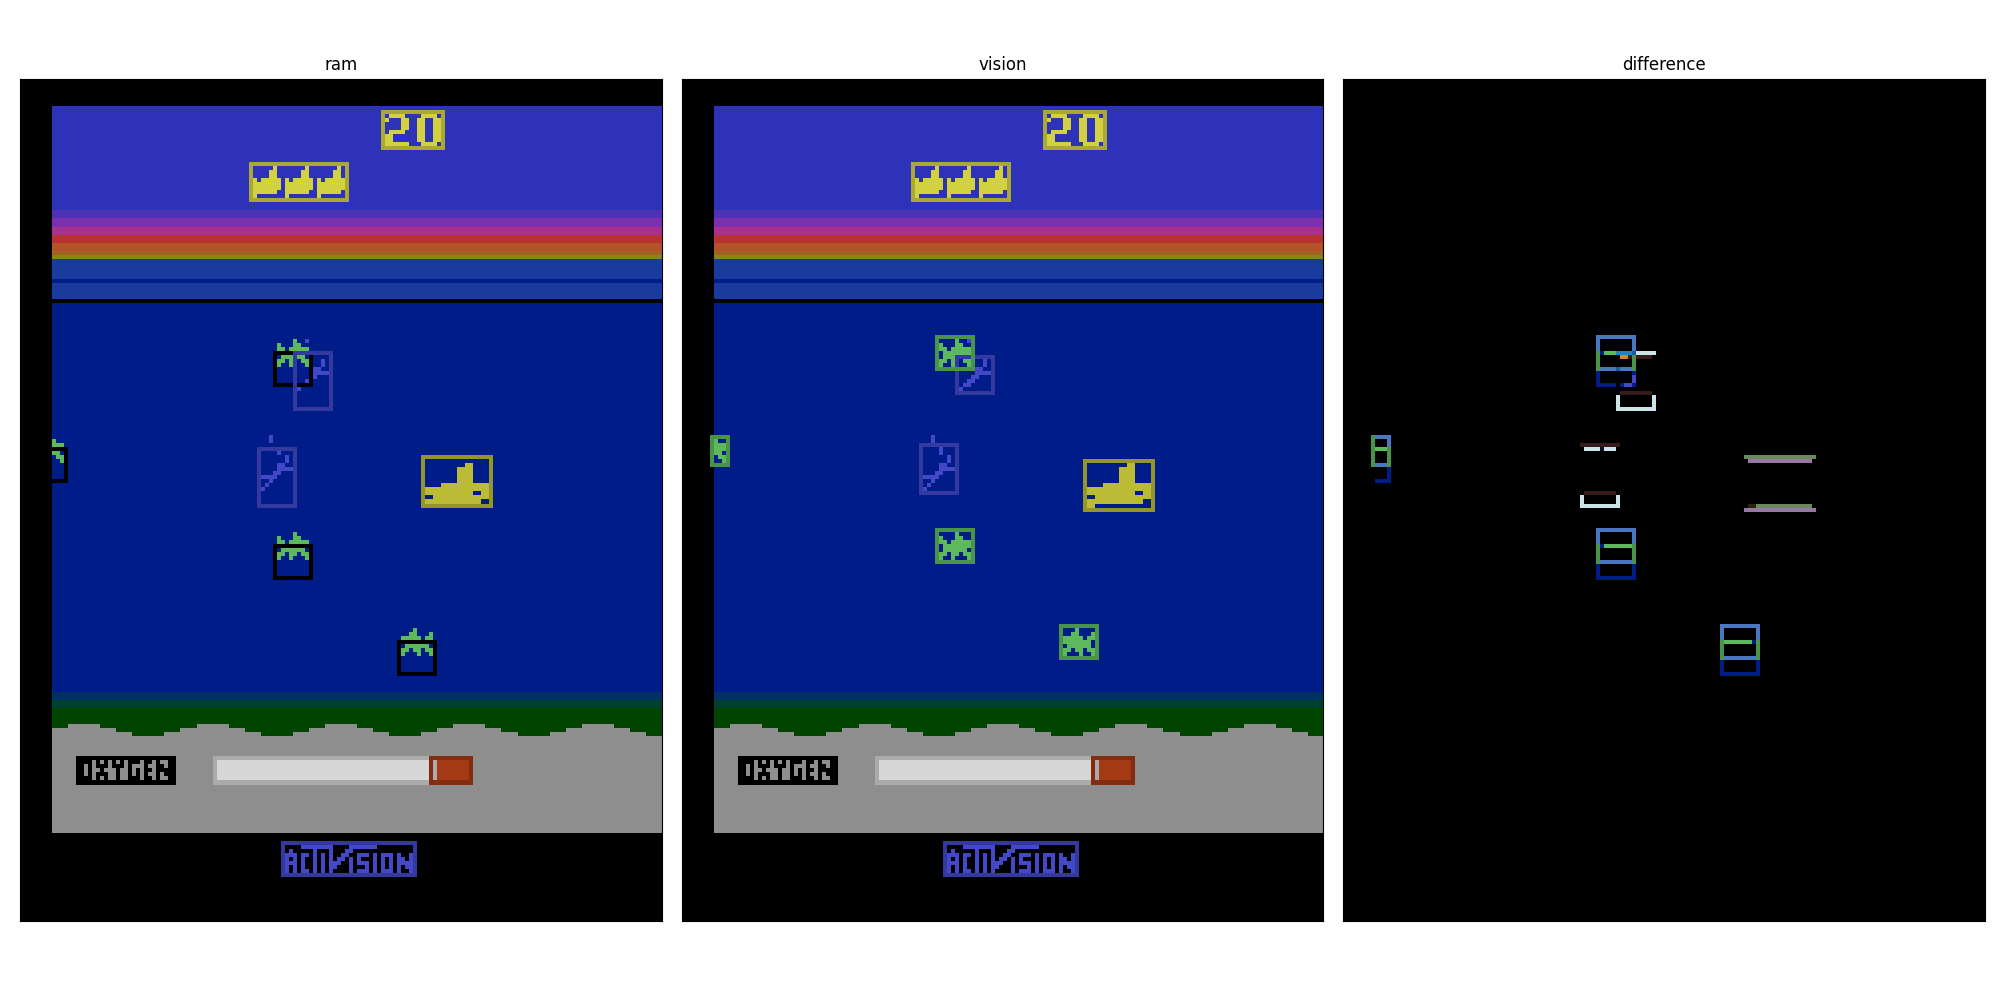 ram
vision
difference
20
20
OXYGEN
OXYGEN
ACTIVISION
ACTIVISION